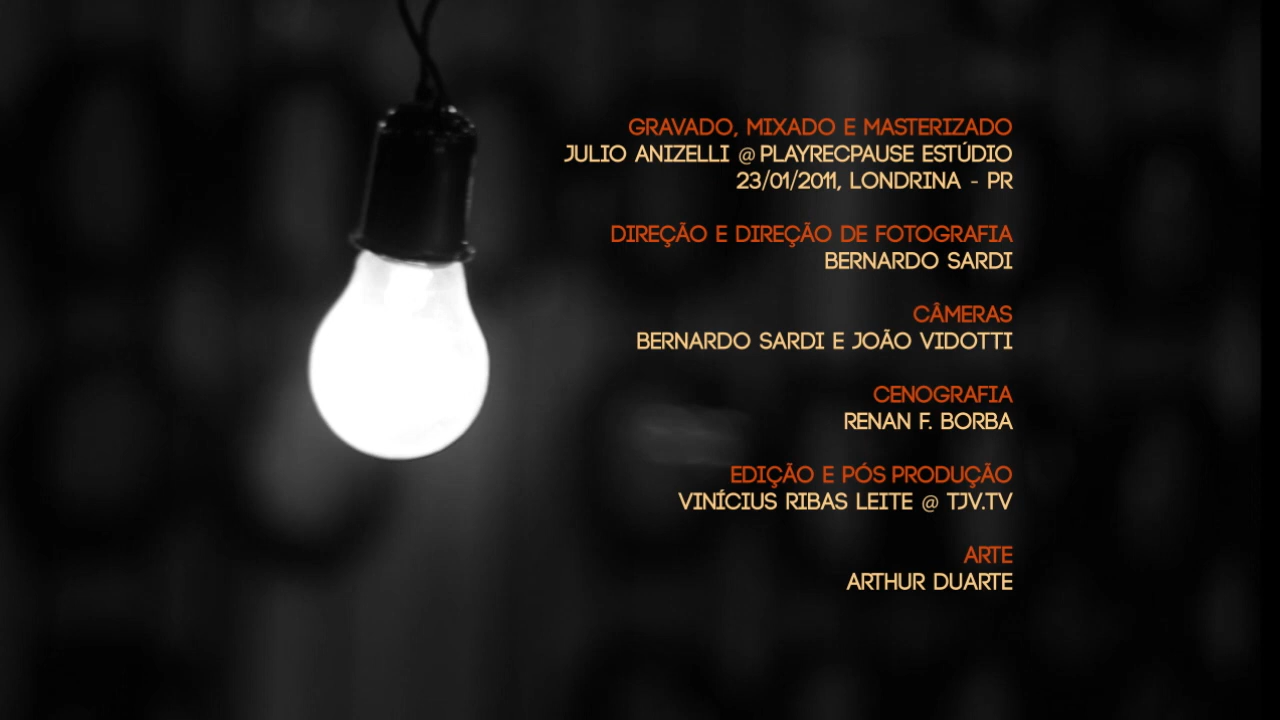 GRAVADO, MIXADO E MASTERIZADO
JULIO ANIZELLI @ PLAYRECPAUSE ESTÚDIO
23/01/2011, LONDRINA - PR
DIREÇÃO E DIREÇÃO DE FOTOGRAFIA
BERNARDO SARDI
CÂMERAS
BERNARDO SARDI E JOÃO VIDOTTI
CENOGRAFIA
RENAN F. BORBA
EDIÇÃO E PÓS PRODUÇÃO
VINÍCIUS RIBAS LEITE @ TJV.TV
ARTE
ARTHUR DUARTE